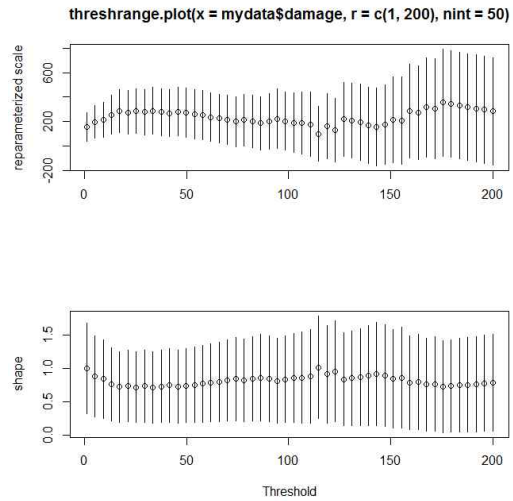 threshrange.plot(x = mydata$damage, r = c(1, 200), nint = 50)
reparameterized scale
600
200
-200
0 50 100 150 200
shape
1.5
1.0
0.5
0.0
0 50 100 150 200
Threshold